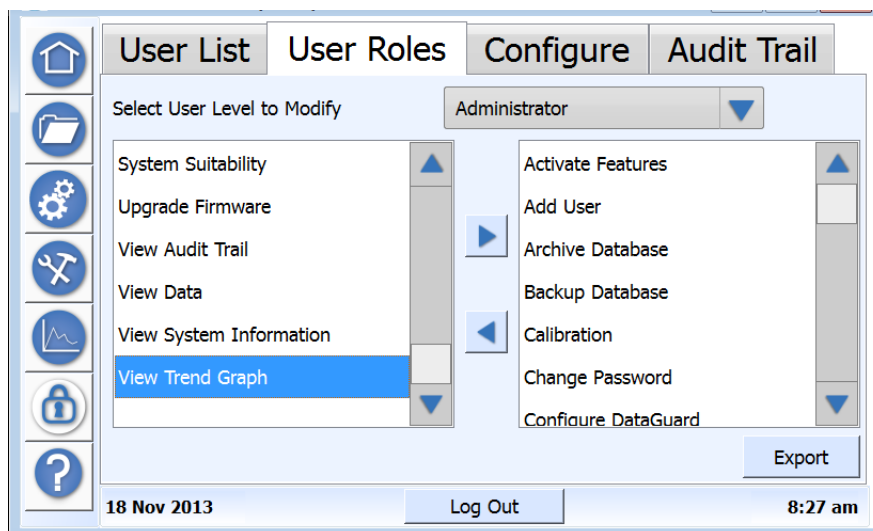 User List User Roles Configure Audit Trail
Select User Level to Modify Administrator
System Suitability
Upgrade Firmware
View Audit Trail
View Data
View System Information
View Trend Graph
Activate Features
Add User
Archive Database
Backup Database
Calibration
Change Password
Configure DataGuard
Export
?
18 Nov 2013 Log Out 8:27 am